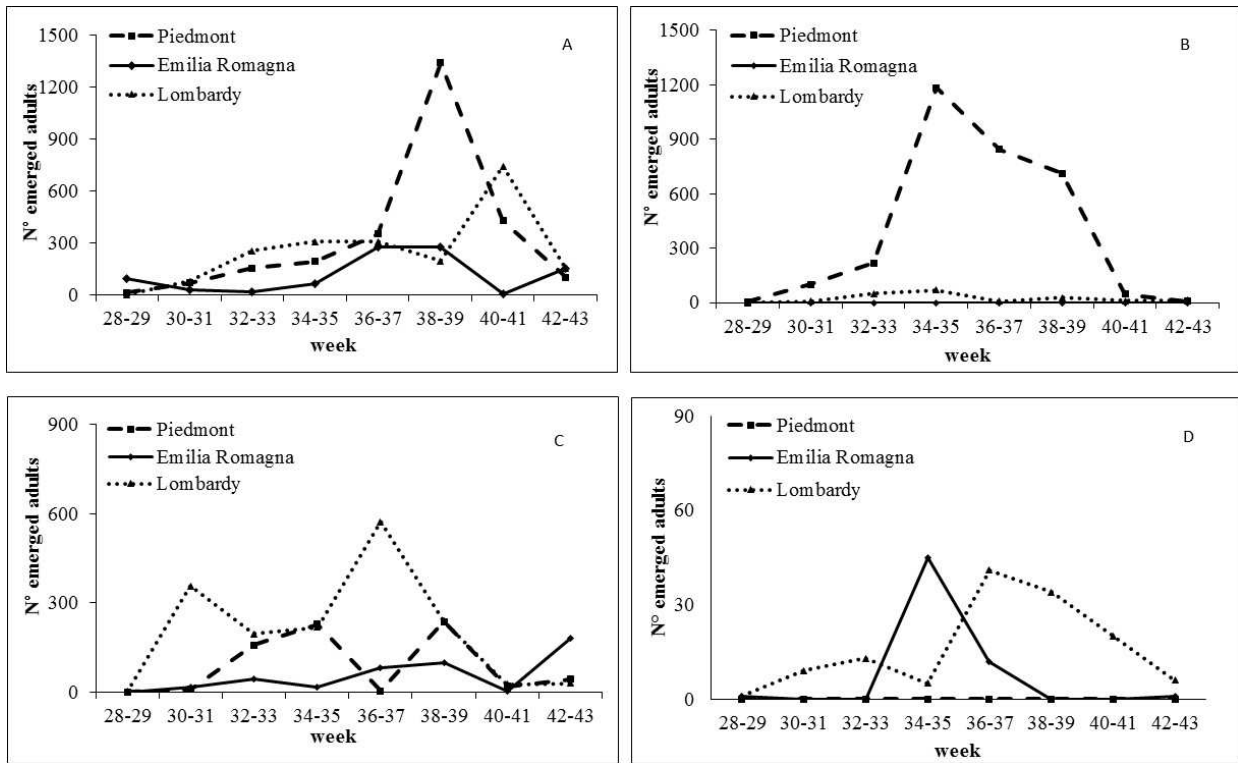 A
Piedmont
Emilia Romagna
Lombardy
N° emerged adults
1500
1200
900
600
300
0
28-29 30-31 32-33 34-35 36-37 38-39 40-41 42-43
week
B
Piedmont
Emilia Romagna
Lombardy
N° emerged adults
1500
1200
900
600
300
0
28-29 30-31 32-33 34-35 36-37 38-39 40-41 42-43
week
C
Piedmont
Emilia Romagna
Lombardy
N° emerged adults
900
600
300
0
28-29 30-31 32-33 34-35 36-37 38-39 40-41 42-43
week
D
Piedmont
Emilia Romagna
Lombardy
N° emerged adults
90
60
30
0
28-29 30-31 32-33 34-35 36-37 38-39 40-41 42-43
week